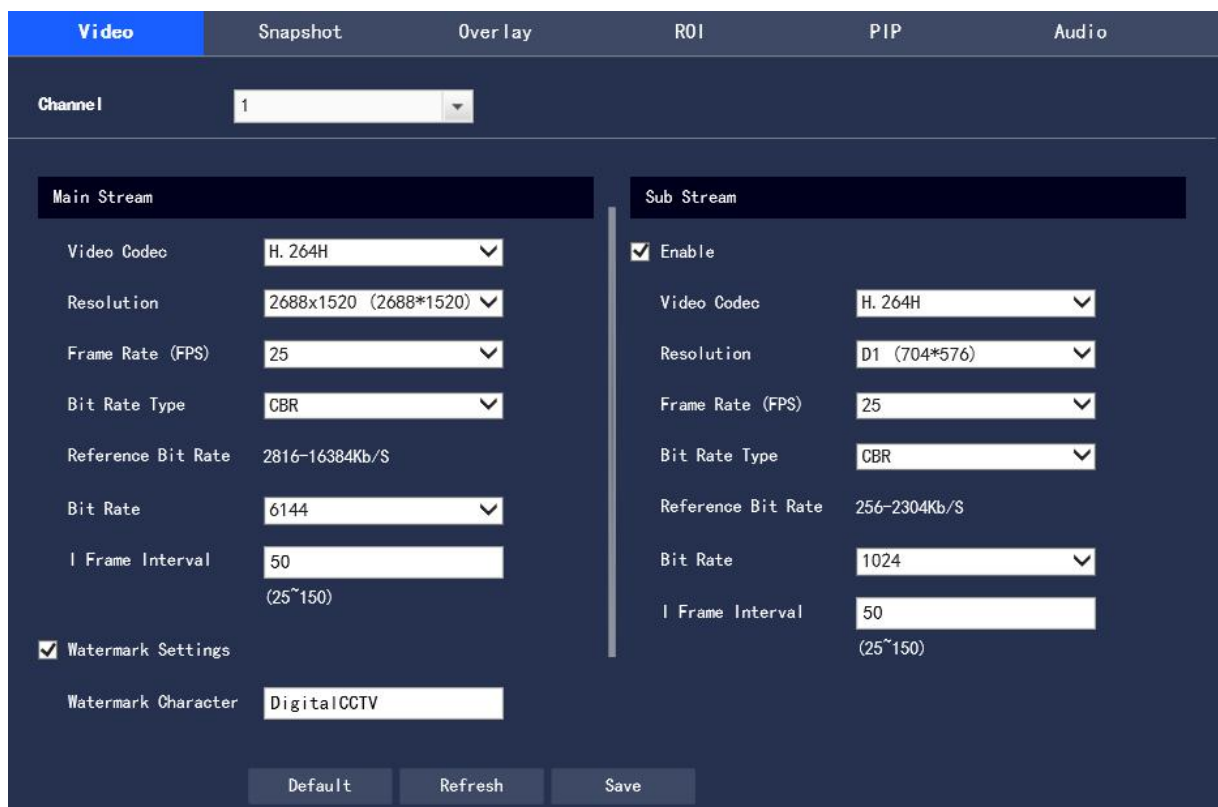 Video Snapshot Overlay ROI PIP Audio
Channel 1
Main Stream
Video Codec H.264H
Resolution 2688x1520 (2688*1520)
Frame Rate (FPS) 25
Bit Rate Type CBR
Reference Bit Rate 2816-16384Kb/S
Bit Rate 6144
I Frame Interval 50
(25~150)
Watermark Settings
Watermark Character DigitalCCTV
Sub Stream
Enable
Video Codec H.264H
Resolution D1 (704*576)
Frame Rate (FPS) 25
Bit Rate Type CBR
Reference Bit Rate 256-2304Kb/S
Bit Rate 1024
I Frame Interval 50
(25~150)
Default Refresh Save